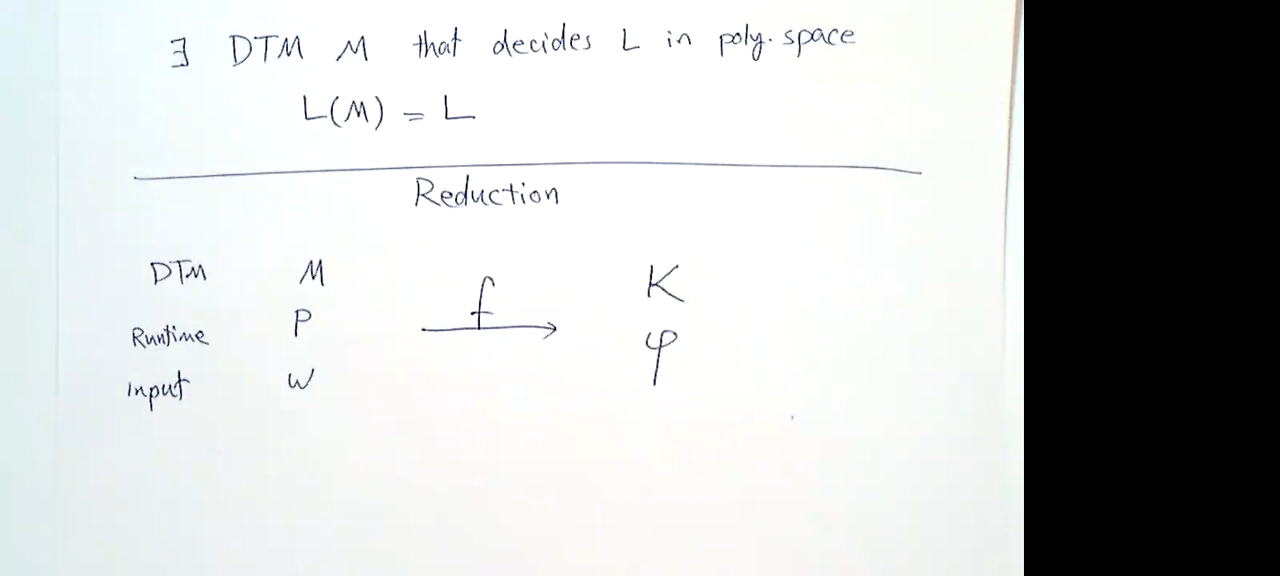 ∃ DTM M that decides L in poly. space
L(M) = L
Reduction
DTM M
Runtime P
input w
f
K
φ